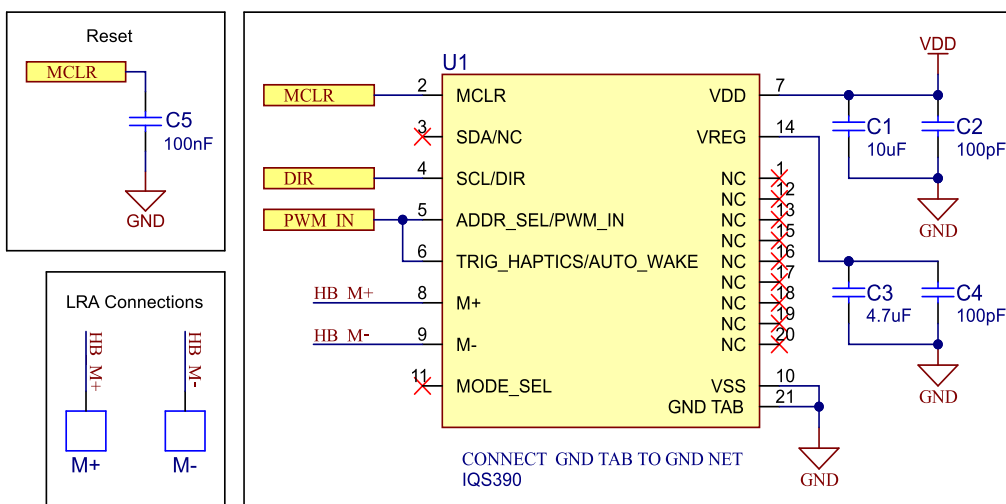 Reset
MCLR
C5
100nF
GND
LRA Connections
HB M+
HB M-
M+
M-
U1
MCLR 2 MCLR
3 SDA/NC
DIR 4 SCL/DIR
PWM IN 5 ADDR_SEL/PWM_IN
6 TRIG_HAPTICS/AUTO_WAKE
HB M+ 8 M+
HB M- 9 M-
11 MODE_SEL
VDD 7
VREG 14
NC 1
NC 12
NC 13
NC 15
NC 16
NC 17
NC 18
NC 19
NC 20
VSS 10
GND TAB 21
VDD
C1
10uF
C2
100pF
GND
C3
4.7uF
C4
100pF
GND
GND
CONNECT GND TAB TO GND NET
IQS390